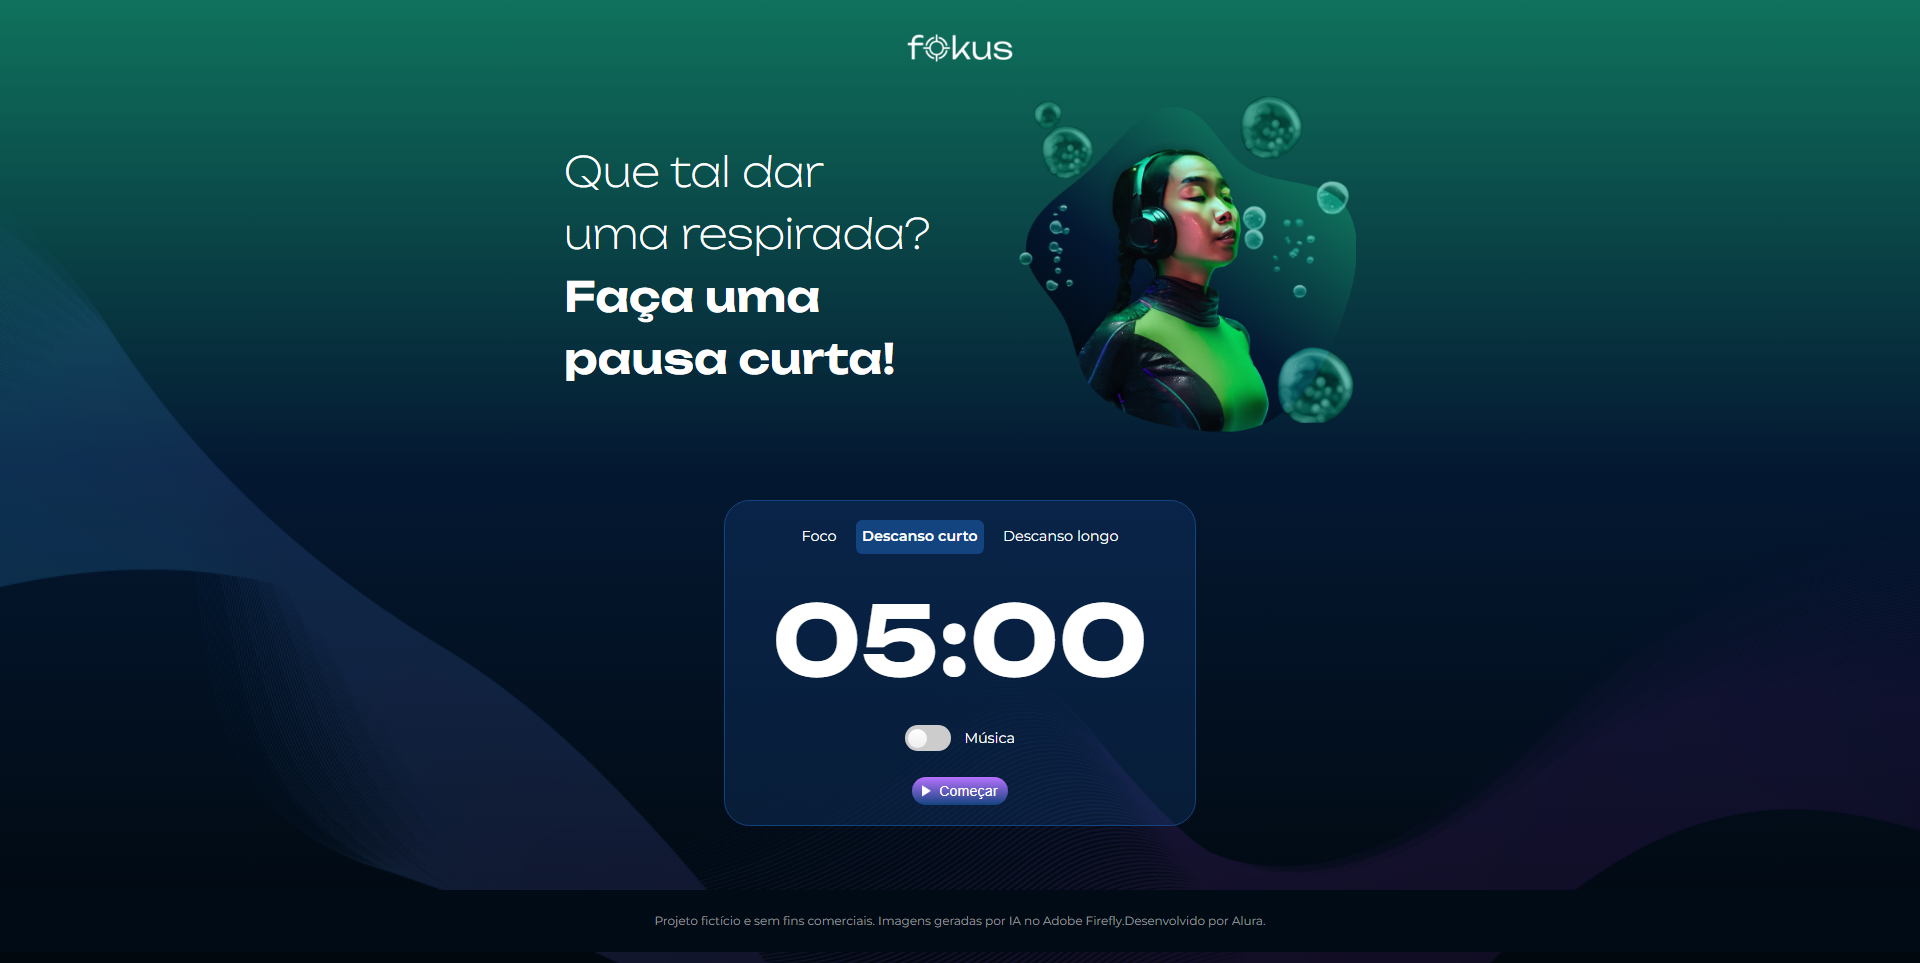 fokus
Que tal dar
uma respirada?
Faça uma
pausa curta!
Foco Descanso curto Descanso longo
05:00
Música
Começar
Projeto fictício e sem fins comerciais. Imagens geradas por IA no Adobe Firefly.Desenvolvido por Alura.